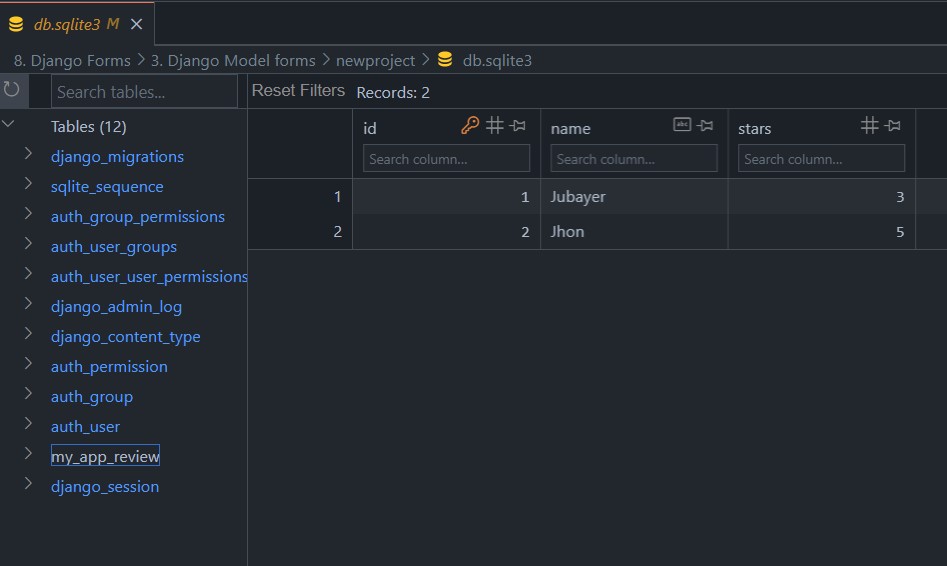 db.sqlite3 M
8. Django Forms > 3. Django Model forms > newproject > db.sqlite3
Search tables...
Reset Filters Records: 2
Tables (12)
django_migrations
sqlite_sequence
auth_group_permissions
auth_user_groups
auth_user_user_permissions
django_admin_log
django_content_type
auth_permission
auth_group
auth_user
my_app_review
django_session
id name abc stars
Search column... Search column... Search column...
1 1 Jubayer 3
2 2 Jhon 5